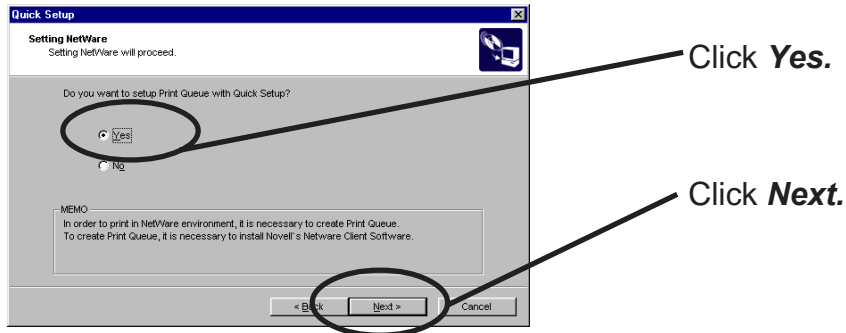 Quick Setup
Setting NetWare
Setting NetWare will proceed.
Do you want to setup Print Queue with Quick Setup?
Yes
No
MEMO
In order to print in NetWare environment, it is necessary to create Print Queue.
To create Print Queue, it is necessary to install Novell's Netware Client Software.
< Back
Next >
Cancel
Click Yes.
Click Next.